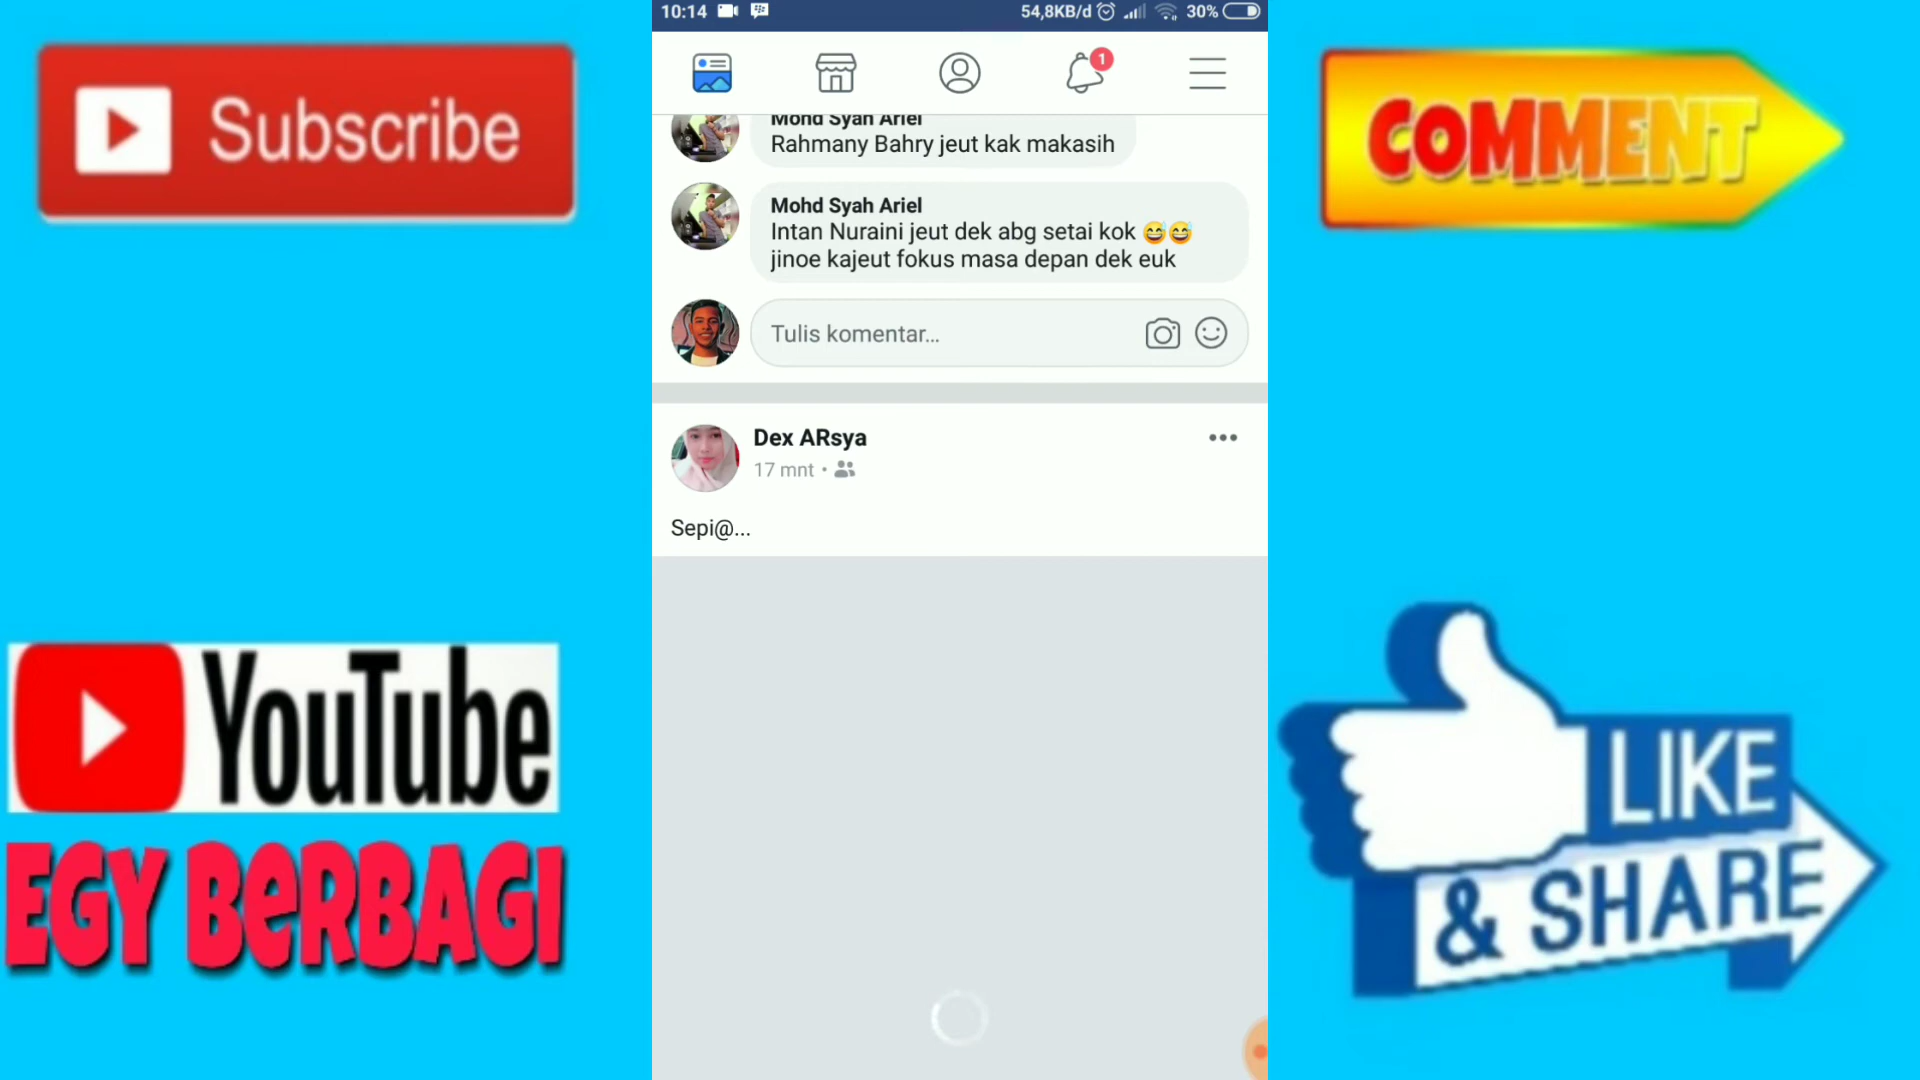 Subscribe
YouTube
EGY BERBAGI
10:14
54,8KB/d
30%
1
Mohd Syah Ariel
Rahmany Bahry jeut kak makasih
Mohd Syah Ariel
Intan Nuraini jeut dek abg setai kok 😅😅
jinoe kajeut fokus masa depan dek euk
Tulis komentar...
Dex ARsya
17 mnt •
Sepi@...
COMMENT
LIKE
& SHARE